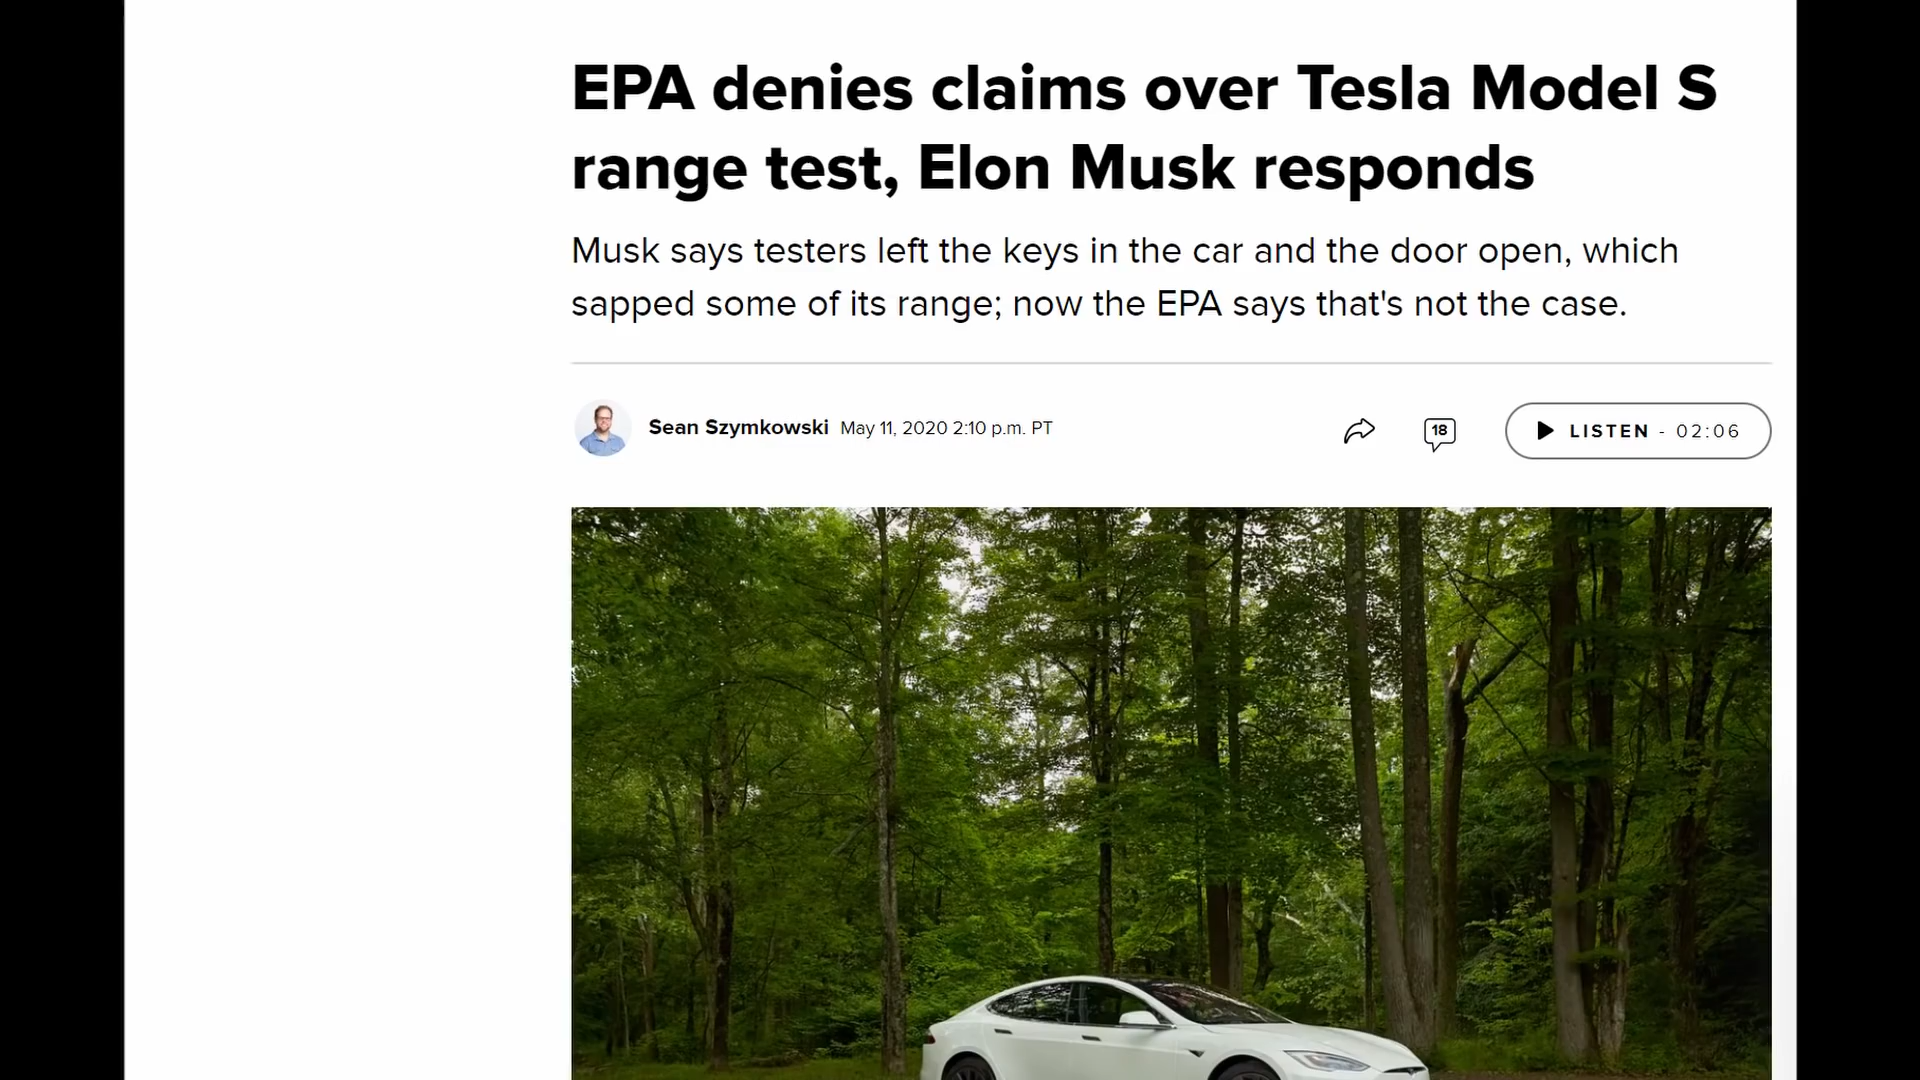 EPA denies claims over Tesla Model S
range test, Elon Musk responds
Musk says testers left the keys in the car and the door open, which
sapped some of its range; now the EPA says that's not the case.
Sean Szymkowski May 11, 2020 2:10 p.m. PT
18
LISTEN - 02:06